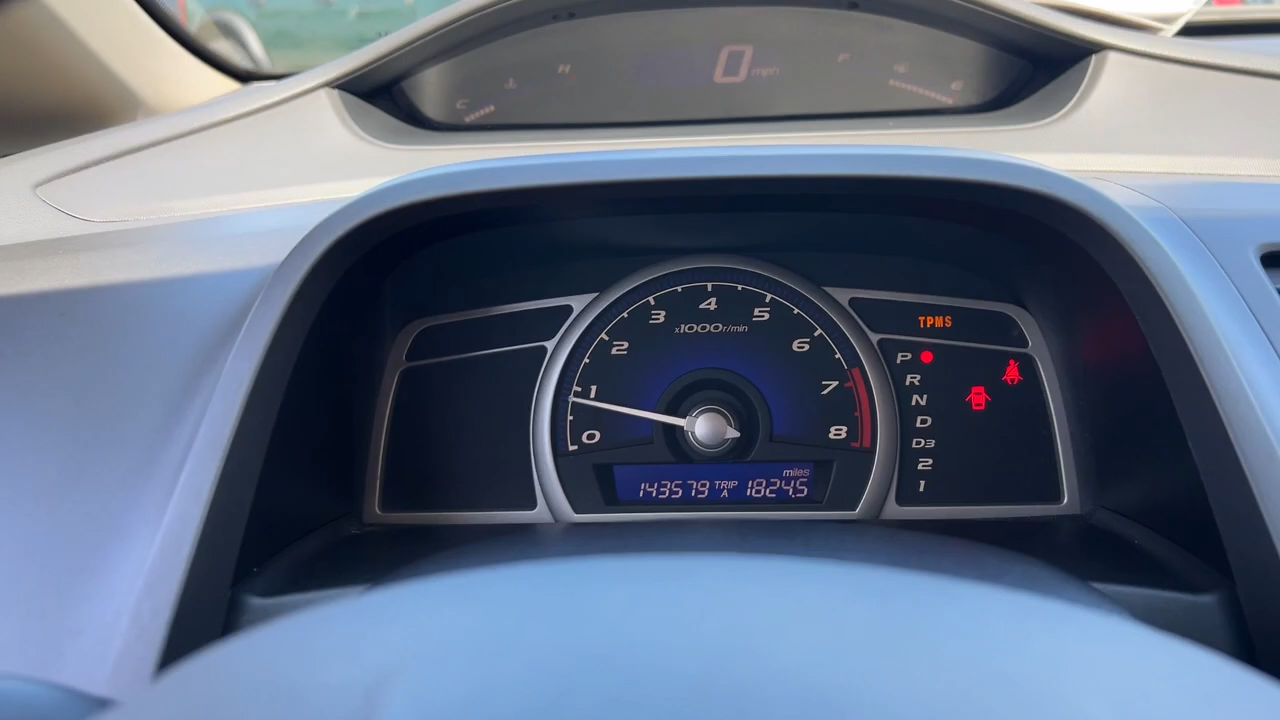 H 0 mph F
C E
4
3 5
x1000r/min
2 6
1 7
0 8
miles
143579 TRIP A 1824.5
TPMS
P
R
N
D
D3
2
1